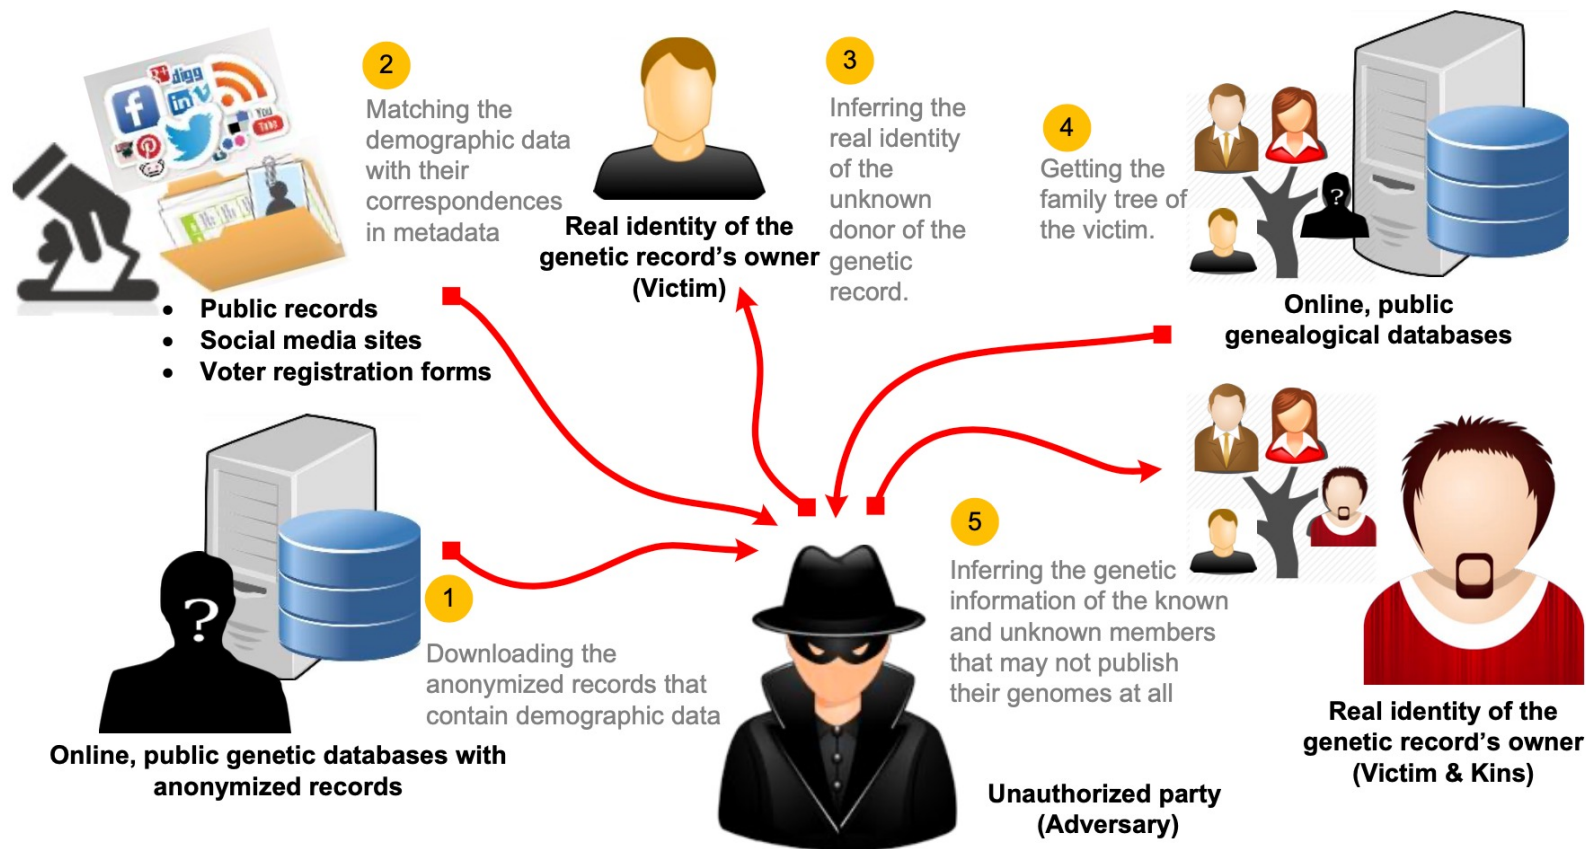 digg
You
Tube
2
Matching the
demographic data
with their
correspondences
in metadata
• Public records
• Social media sites
• Voter registration forms
Real identity of the
genetic record's owner
(Victim)
3
Inferring the
real identity
of the
unknown
donor of the
genetic
record.
4
Getting the
family tree of
the victim.
?
Online, public
genealogical databases
?
1
Downloading the
anonymized records that
contain demographic data
Online, public genetic databases with
anonymized records
5
Inferring the genetic
information of the known
and unknown members
that may not publish
their genomes at all
Unauthorized party
(Adversary)
Real identity of the
genetic record's owner
(Victim & Kins)